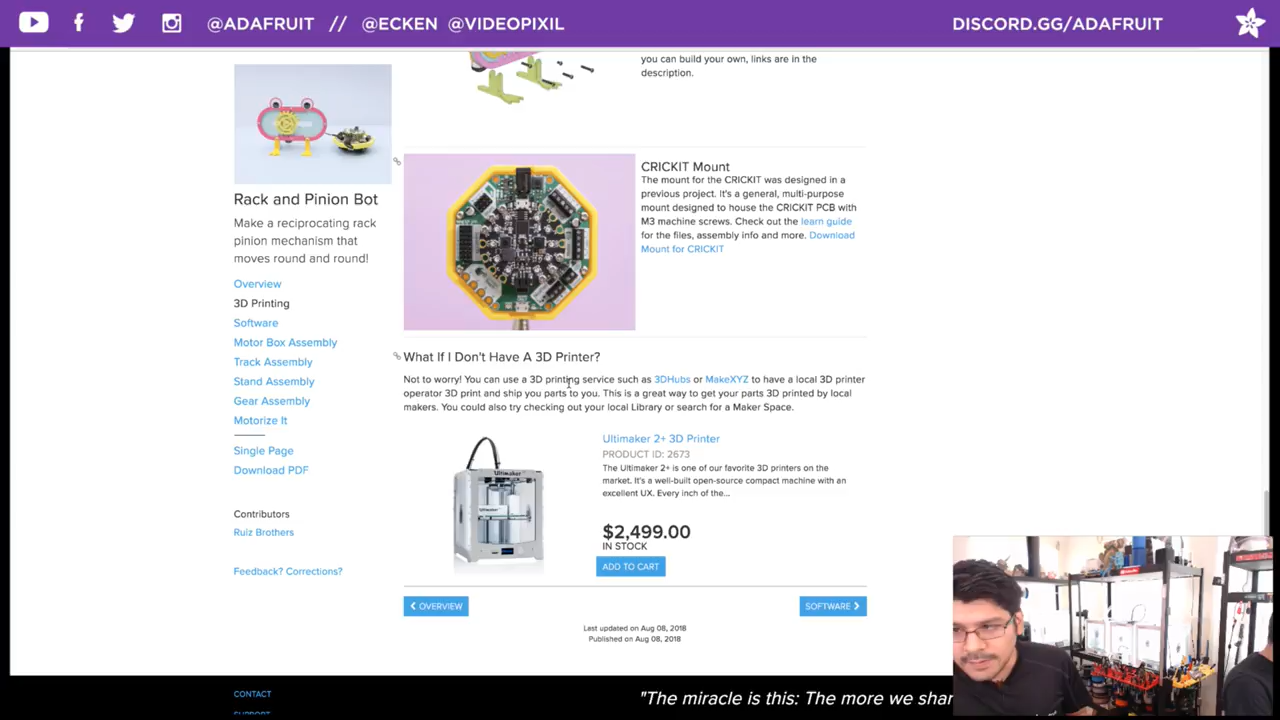 @ADAFRUIT // @ECKEN @VIDEOPIXIL
DISCORD.GG/ADAFRUIT
you can build your own, links are in the
description.
Rack and Pinion Bot
Make a reciprocating rack
pinion mechanism that
moves round and round!
Overview
3D Printing
Software
Motor Box Assembly
Track Assembly
Stand Assembly
Gear Assembly
Motorize It
Single Page
Download PDF
Contributors
Ruiz Brothers
Feedback? Corrections?
CRICKIT Mount
The mount for the CRICKIT was designed in a
previous project. It's a general, multi-purpose
mount designed to house the CRICKIT PCB with
M3 machine screws. Check out the learn guide
for the files, assembly info and more. Download
Mount for CRICKIT
What If I Don't Have A 3D Printer?
Not to worry! You can use a 3D printing service such as 3DHubs or MakeXYZ to have a local 3D printer
operator 3D print and ship you parts to you. This is a great way to get your parts 3D printed by local
makers. You could also try checking out your local Library or search for a Maker Space.
Ultimaker
Ultimaker 2+ 3D Printer
PRODUCT ID: 2673
The Ultimaker 2+ is one of our favorite 3D printers on the
market. It's a well-built open-source compact machine with an
excellent UX. Every inch of the...
$2,499.00
IN STOCK
ADD TO CART
OVERVIEW
SOFTWARE
Last updated on Aug 08, 2018
Published on Aug 08, 2018
CONTACT
SUPPORT
"The miracle is this: The more we shar